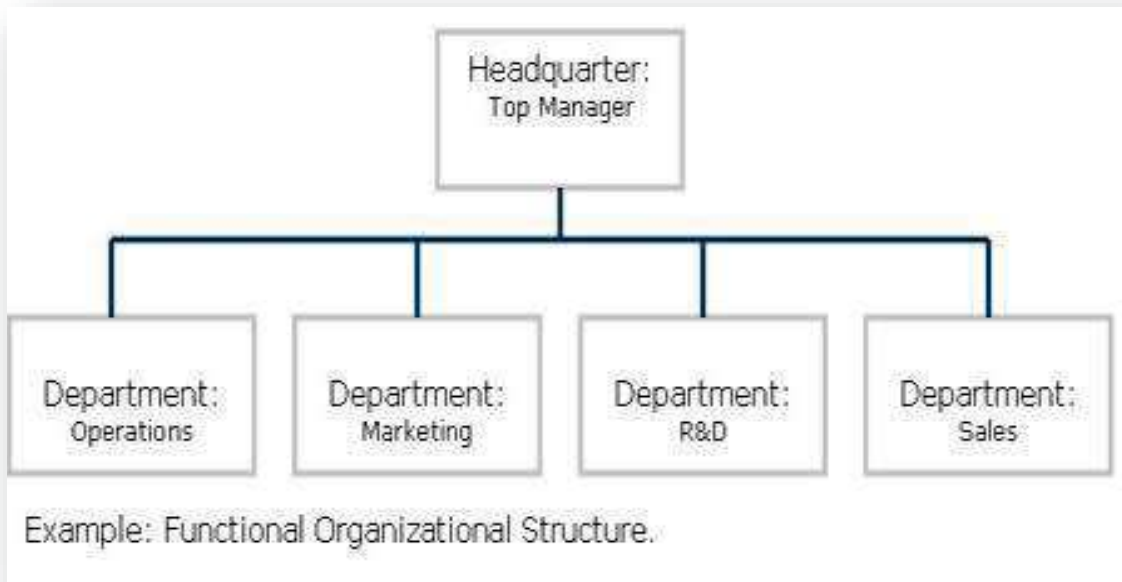 Headquarter:
Top Manager
Department:
Operations
Department:
Marketing
Department:
R&D
Department:
Sales
Example: Functional Organizational Structure.